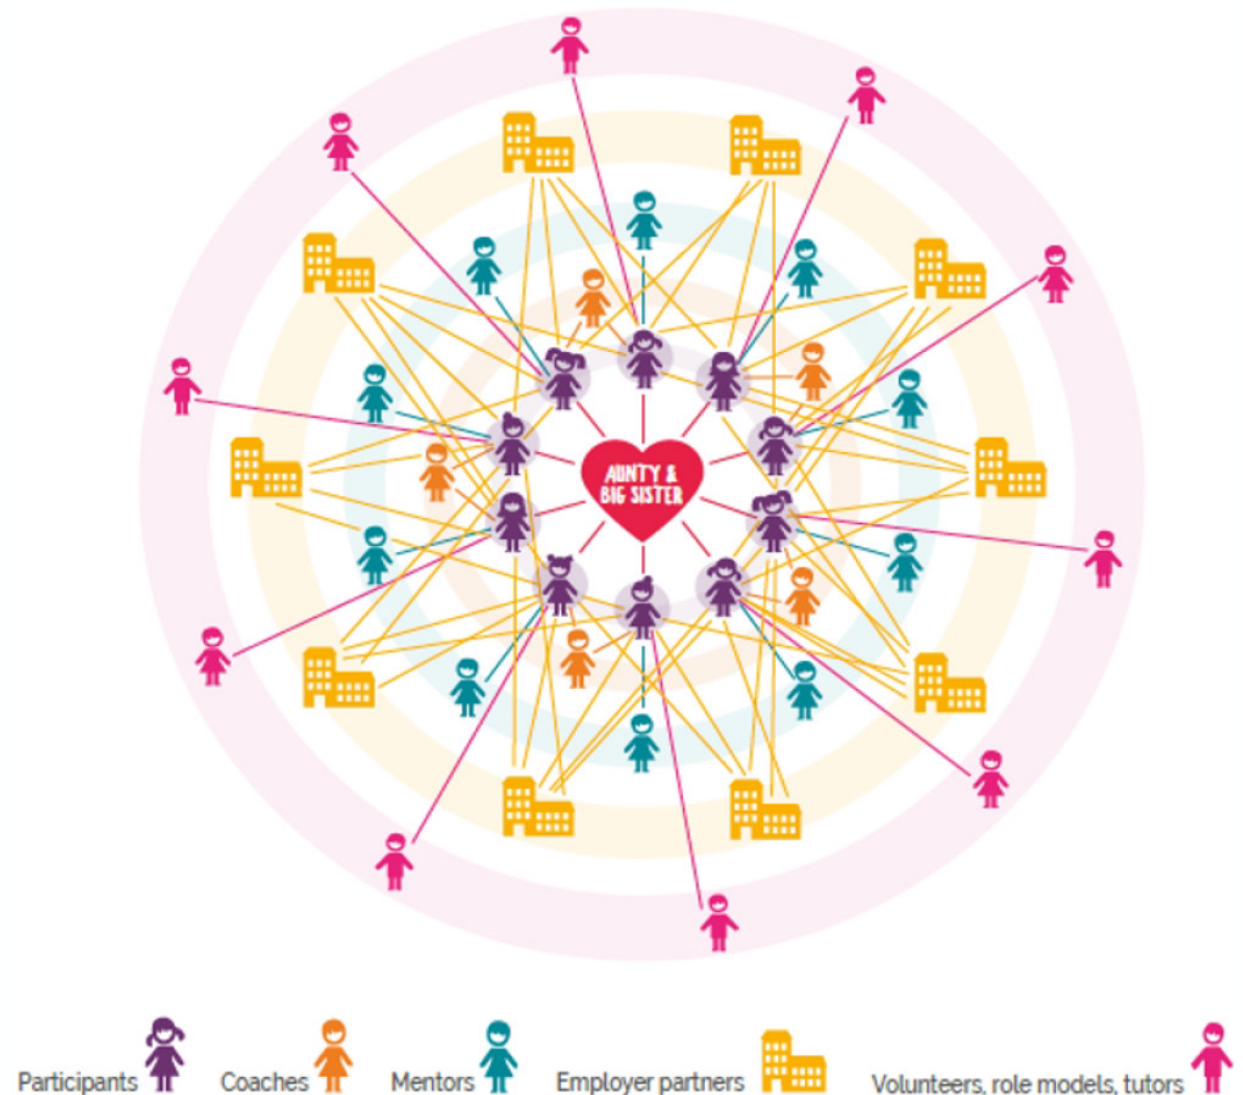 AUNTY &
BIG SISTER
Participants
Coaches
Mentors
Employer partners
Volunteers, role models, tutors